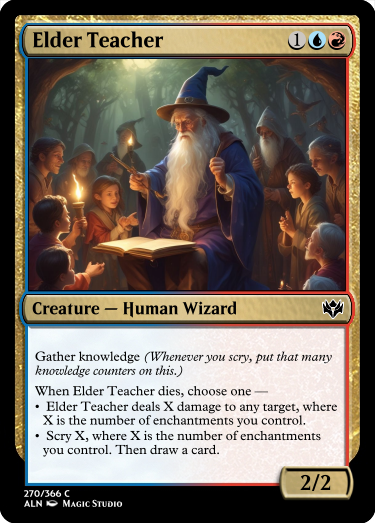 Elder Teacher 1
Creature — Human Wizard
Gather knowledge (Whenever you scry, put that many
knowledge counters on this.)
When Elder Teacher dies, choose one —
• Elder Teacher deals X damage to any target, where
X is the number of enchantments you control.
• Scry X, where X is the number of enchantments
you control. Then draw a card.
2/2
270/366 C
ALN Magic Studio